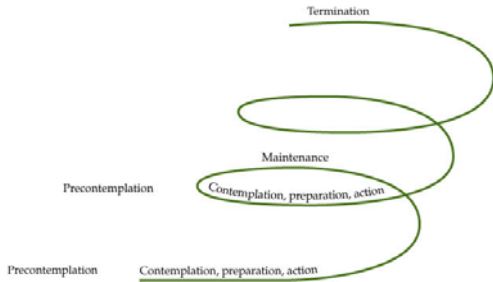 Termination
Maintenance
Precontemplation
Contemplation, preparation, action
Precontemplation
Contemplation, preparation, action